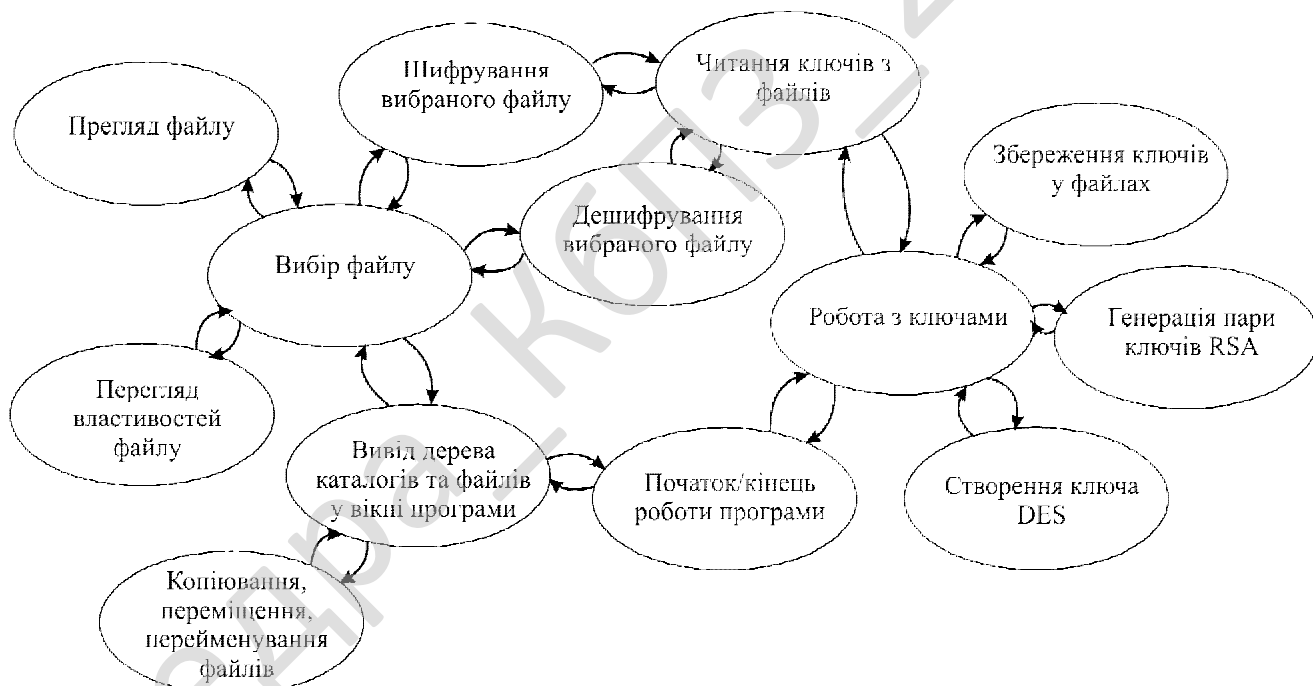 Шифрування
вибраного файлу
Читання ключів з
файлів
Прегляд файлу
Збереження ключів
у файлах
Дешифрування
вибраного файлу
Вибір файлу
Робота з ключами
Генерація пари
ключів RSA
Перегляд
властивостей
файлу
Вивід дерева
каталогів та файлів
у вікні програми
Початок/кінець
роботи програми
Створення ключа
DES
Копіювання,
переміщення,
перейменування
файлів
едра_КбПЗ_2